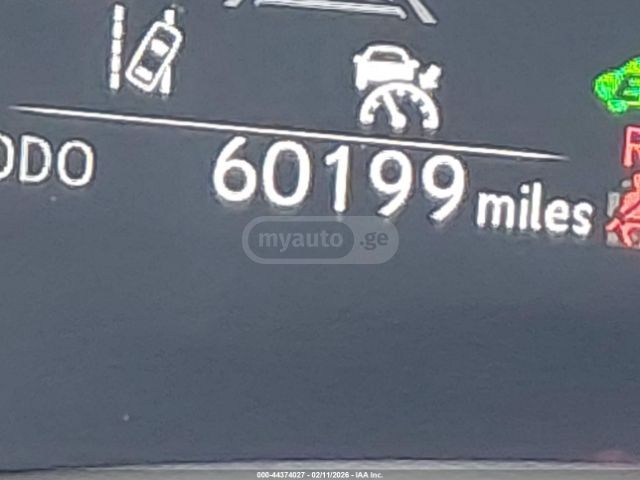 ODO 60199 miles
R
myauto .ge
000-44374027 - 02/11/2026 - IAA Inc.